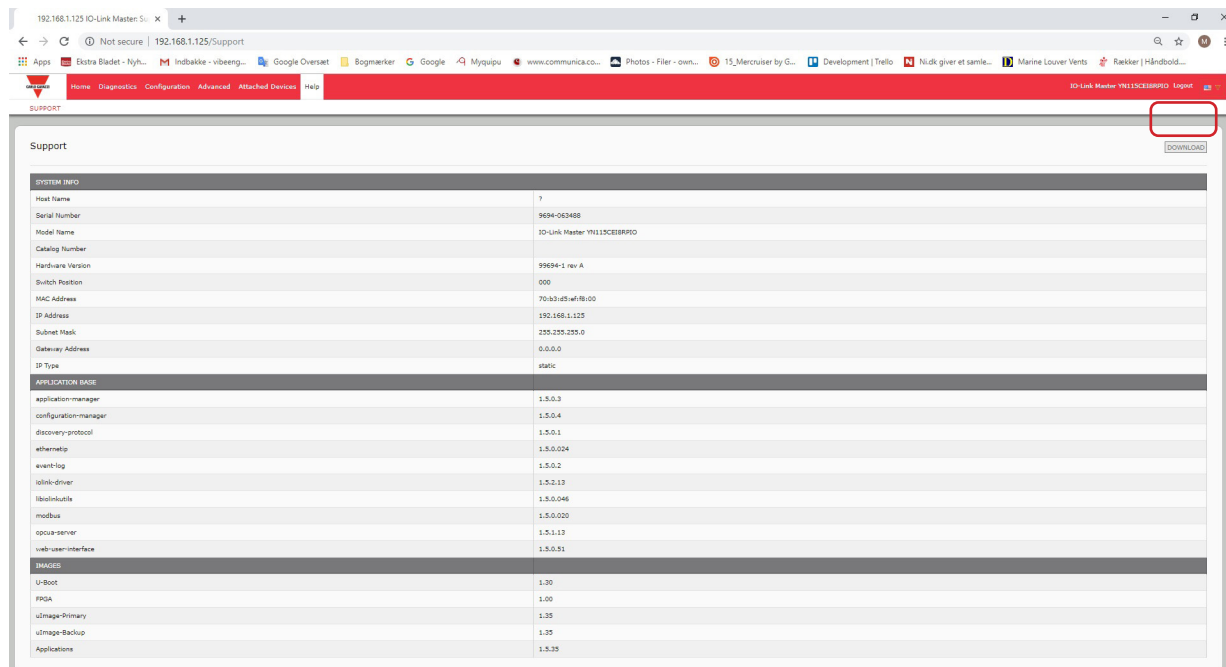 192.168.1.125 IO-Link Master: Su
Not secure | 192.168.1.125/Support
Apps Ekstra Bladet - Nyh... Indbakke - vibeeng... Google Oversæt Bogmærker Google Myquipu www.communica.co... Photos - Filer - own... 15_Mercruiser by G... Development | Trello Ni.dk giver et samle... Marine Louver Vents Rækker | Håndbold....
CARLO GAVAZZI Home Diagnostics Configuration Advanced Attached Devices Help IO-Link Master YN115CEI8RPIO Logout
SUPPORT
Support
DOWNLOAD
SYSTEM INFO
Host Name ?
Serial Number 9694-063488
Model Name IO-Link Master YN115CEI8RPIO
Catalog Number
Hardware Version 99694-1 rev A
Switch Position 000
MAC Address 70:b3:d5:ef:f8:00
IP Address 192.168.1.125
Subnet Mask 255.255.255.0
Gateway Address 0.0.0.0
IP Type static
APPLICATION BASE
application-manager 1.5.0.3
configuration-manager 1.5.0.4
discovery-protocol 1.5.0.1
ethernetip 1.5.0.024
event-log 1.5.0.2
iolink-driver 1.5.2.13
libiolinkutils 1.5.0.046
modbus 1.5.0.020
opcua-server 1.5.1.13
web-user-interface 1.5.0.51
IMAGES
U-Boot 1.30
FPGA 1.00
uImage-Primary 1.35
uImage-Backup 1.35
Applications 1.5.35